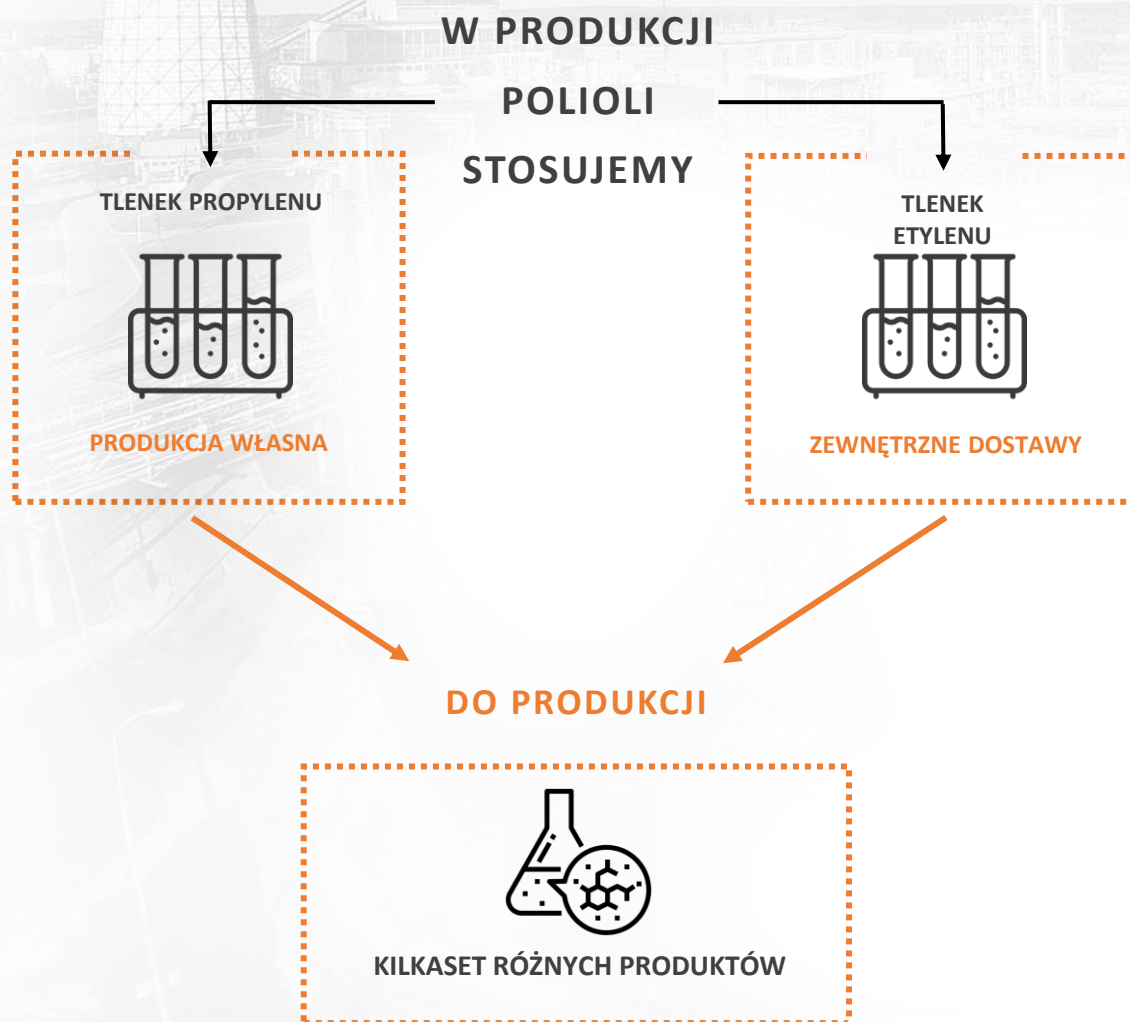 W PRODUKCJI
POLIOLI
STOSUJEMY
TLENEK PROPYLENU
PRODUKCJA WŁASNA
TLENEK
ETYLENU
ZEWNĘTRZNE DOSTAWY
DO PRODUKCJI
KILKASET RÓŻNYCH PRODUKTÓW